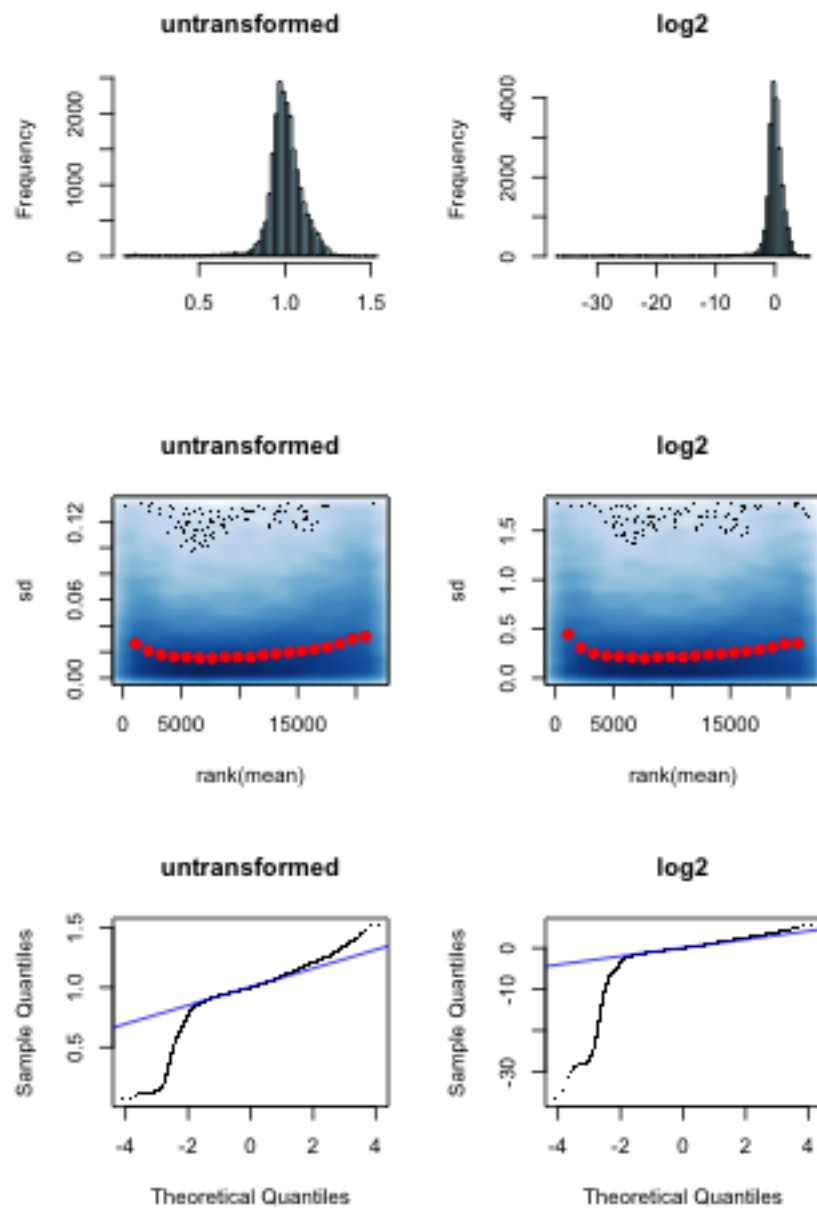 untransformed
log2
Frequency
0 1000 2000
0.5 1.0 1.5
Frequency
0 2000 4000
-30 -20 -10 0
untransformed
log2
sd
0.00 0.06 0.12
0 5000 15000
rank(mean)
sd
0.0 0.5 1.0 1.5
0 5000 15000
rank(mean)
untransformed
log2
Sample Quantiles
0.5 1.0 1.5
-4 -2 0 2 4
Theoretical Quantiles
Sample Quantiles
-30 -10 0
-4 -2 0 2 4
Theoretical Quantiles